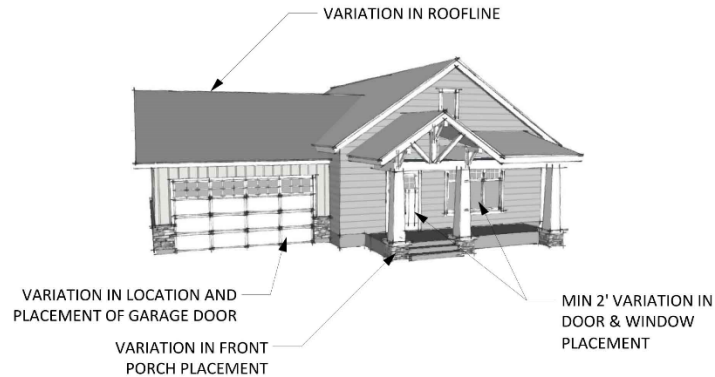 VARIATION IN ROOFLINE
VARIATION IN LOCATION AND
PLACEMENT OF GARAGE DOOR
VARIATION IN FRONT
PORCH PLACEMENT
MIN 2' VARIATION IN
DOOR & WINDOW
PLACEMENT